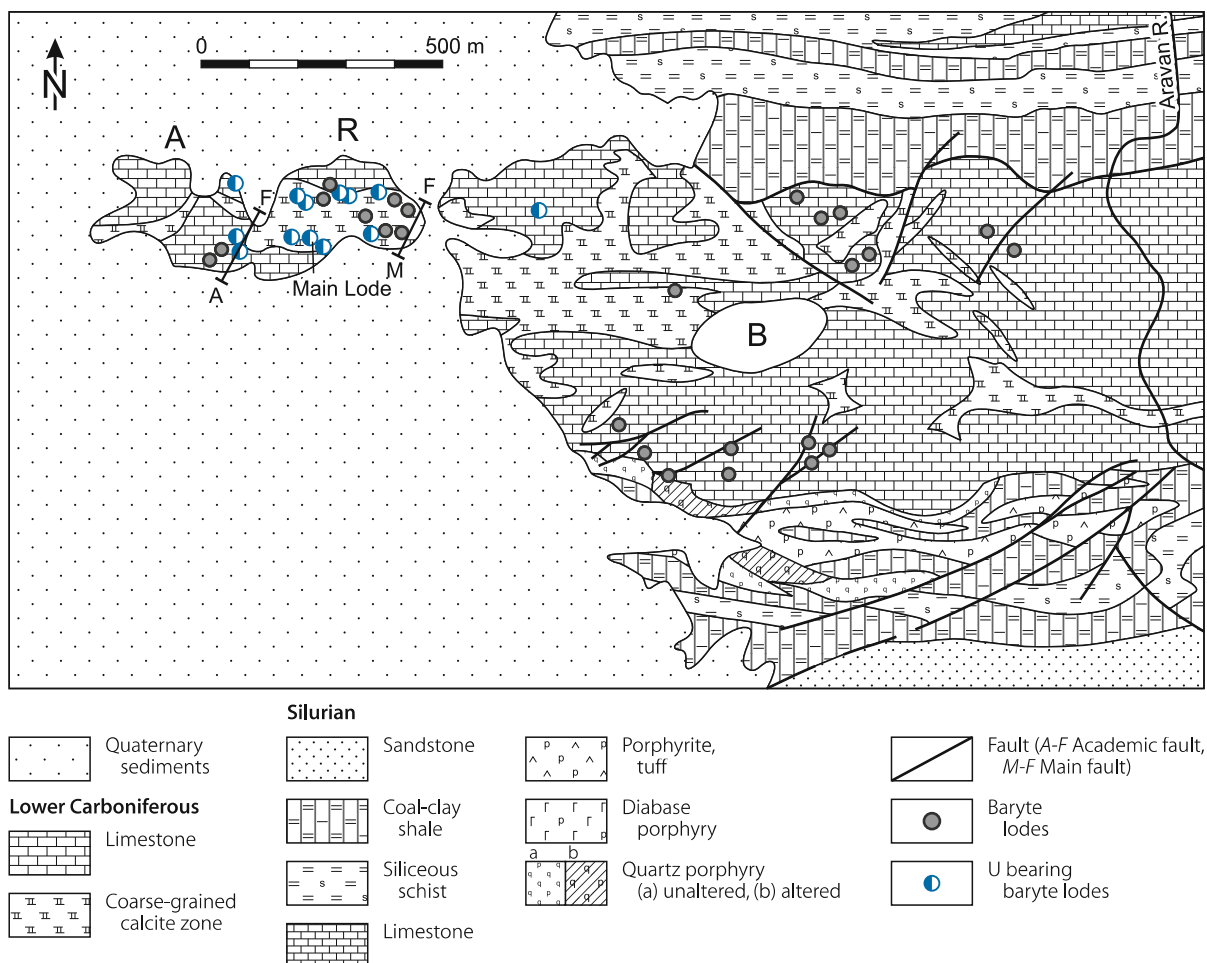 0
500 m
N
A
R
F
F
A
M
Main Lode
B
Aravan R.
Quaternary
sediments
Lower Carboniferous
Limestone
Coarse-grained
calcite zone
Silurian
Sandstone
Coal-clay
shale
Siliceous
schist
Limestone
Porphyrite,
tuff
Diabase
porphyry
a b
Quartz porphyry
(a) unaltered, (b) altered
Fault (A-F Academic fault,
M-F Main fault)
Baryte
lodes
U bearing
baryte lodes